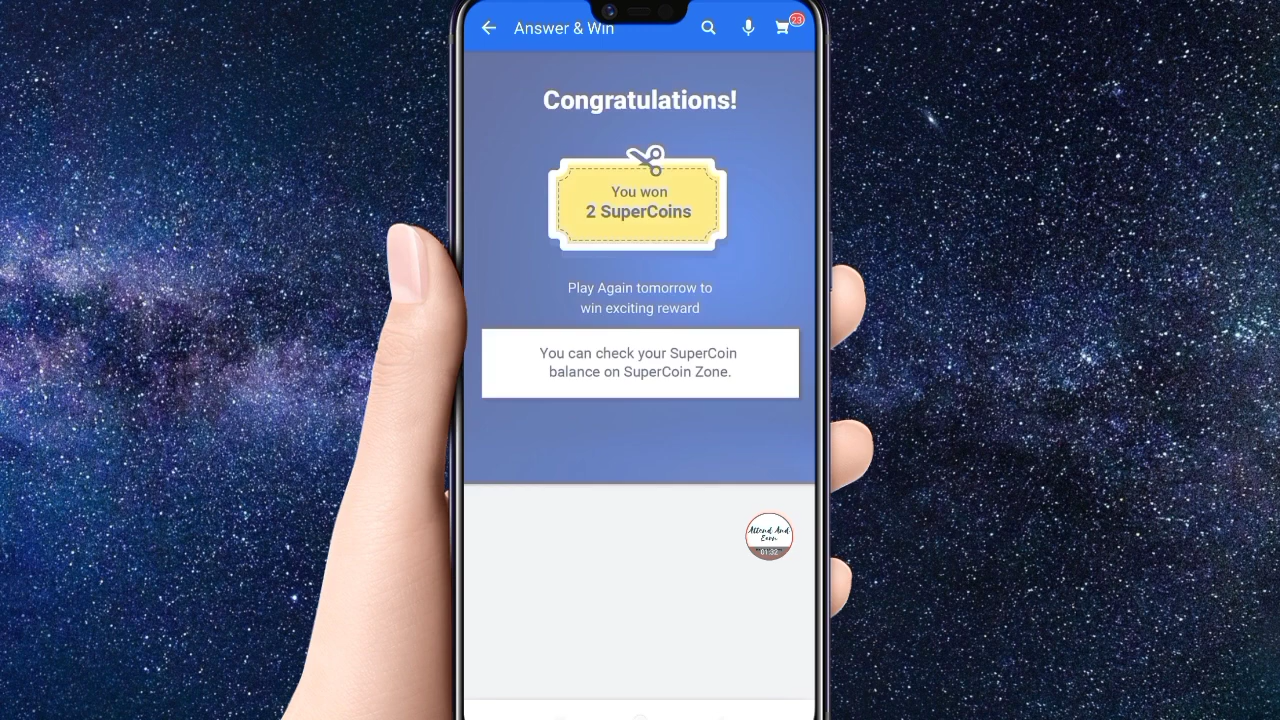 Answer & Win
23
Congratulations!
You won
2 SuperCoins
Play Again tomorrow to
win exciting reward
You can check your SuperCoin
balance on SuperCoin Zone.
Attend And
Earn
01:32